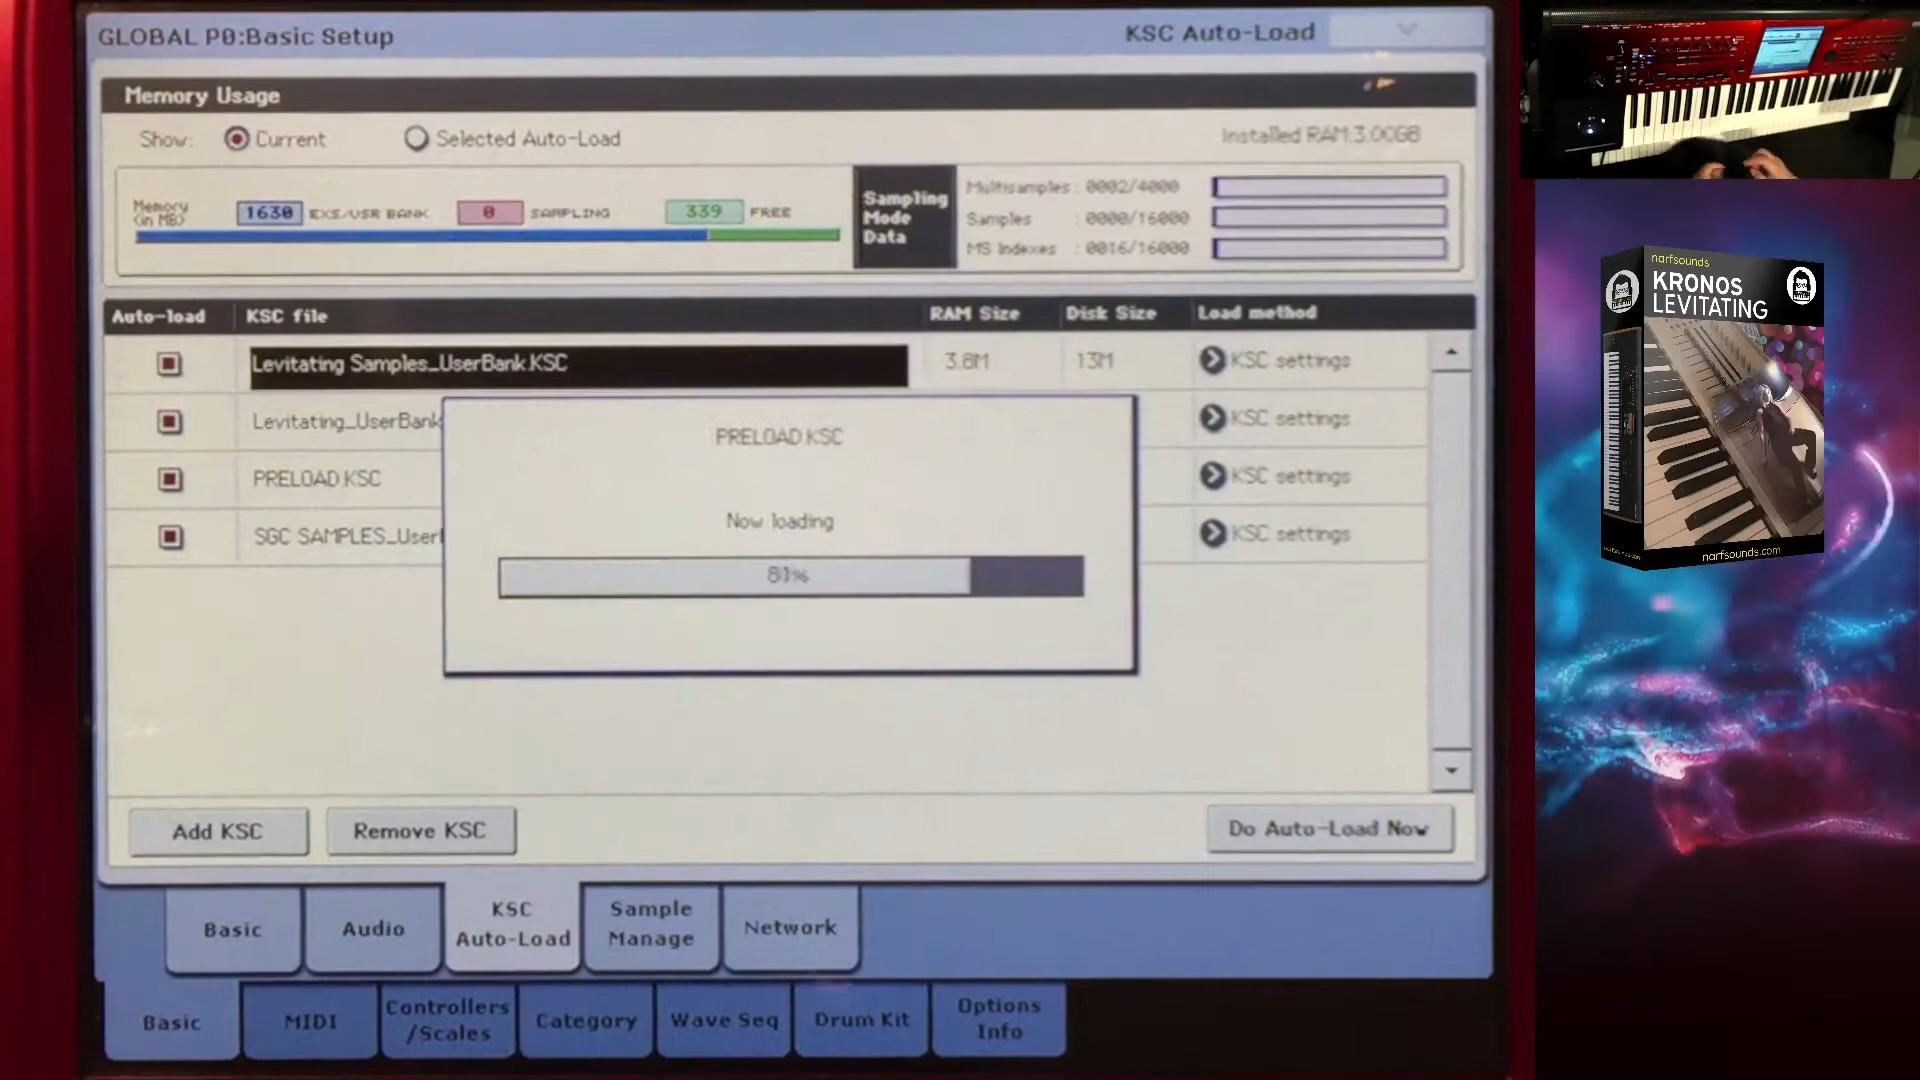 GLOBAL P0:Basic Setup
KSC Auto-Load
Memory Usage
Show: Current Selected Auto-Load
Installed RAM:3.00GB
Memory
(in MB)
1630 EXS/USR BANK 0 SAMPLING 339 FREE
Sampling
Mode
Data
Multisamples : 0002/4000
Samples : 0000/16000
MS Indexes : 0016/16000
Auto-load KSC file RAM Size Disk Size Load method
Levitating Samples_UserBank.KSC 3.8M 13M KSC settings
Levitating_UserBank KSC settings
PRELOAD.KSC KSC settings
SGC SAMPLES_User KSC settings
PRELOAD.KSC
Now loading
Add KSC
Remove KSC
Do Auto-Load Now
Basic
Audio
KSC
Auto-Load
Sample
Manage
Network
Basic
MIDI
Controllers
/Scales
Category
Wave Seq
Drum Kit
Options
Info
narfsounds
KRONOS
LEVITATING
narfsounds.com
narfsounds.com